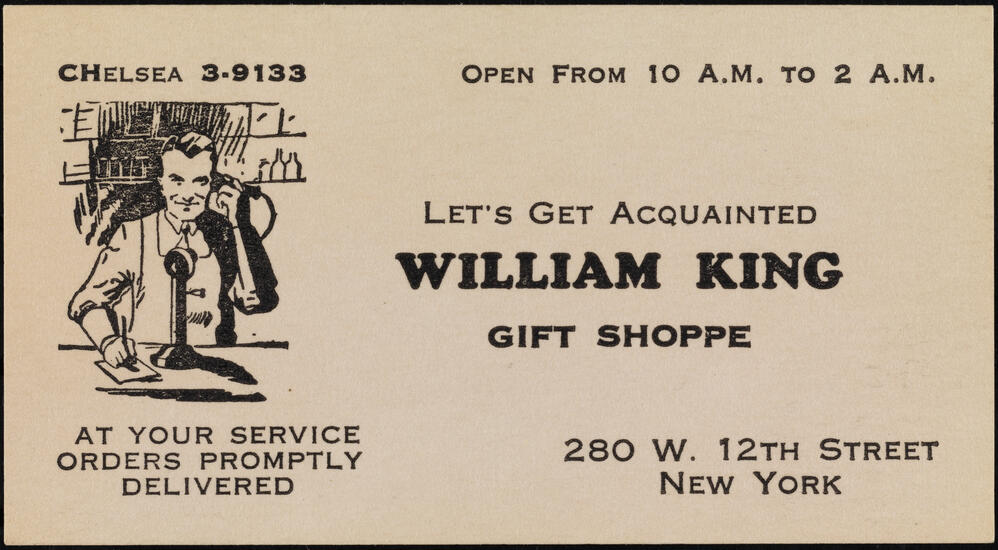 CHELSEA 3-9133
OPEN FROM 10 A.M. TO 2 A.M.
LET'S GET ACQUAINTED
WILLIAM KING
GIFT SHOPPE
AT YOUR SERVICE
ORDERS PROMPTLY
DELIVERED
280 W. 12TH STREET
NEW YORK